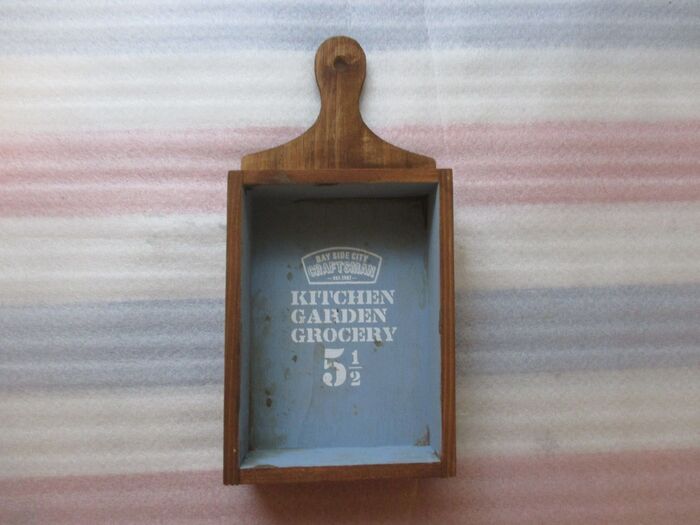 BAY SIDE CITY
CRAFTSMAN
KITCHEN
GARDEN
GROCERY
5 1/2